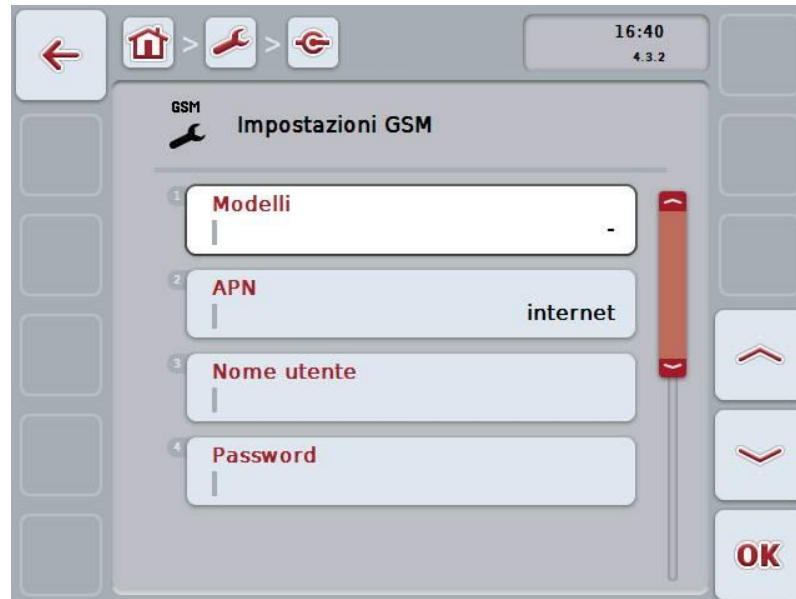 16:40
4.3.2
GSM
Impostazioni GSM
1
Modelli
-
2
APN
internet
3
Nome utente
4
Password
OK